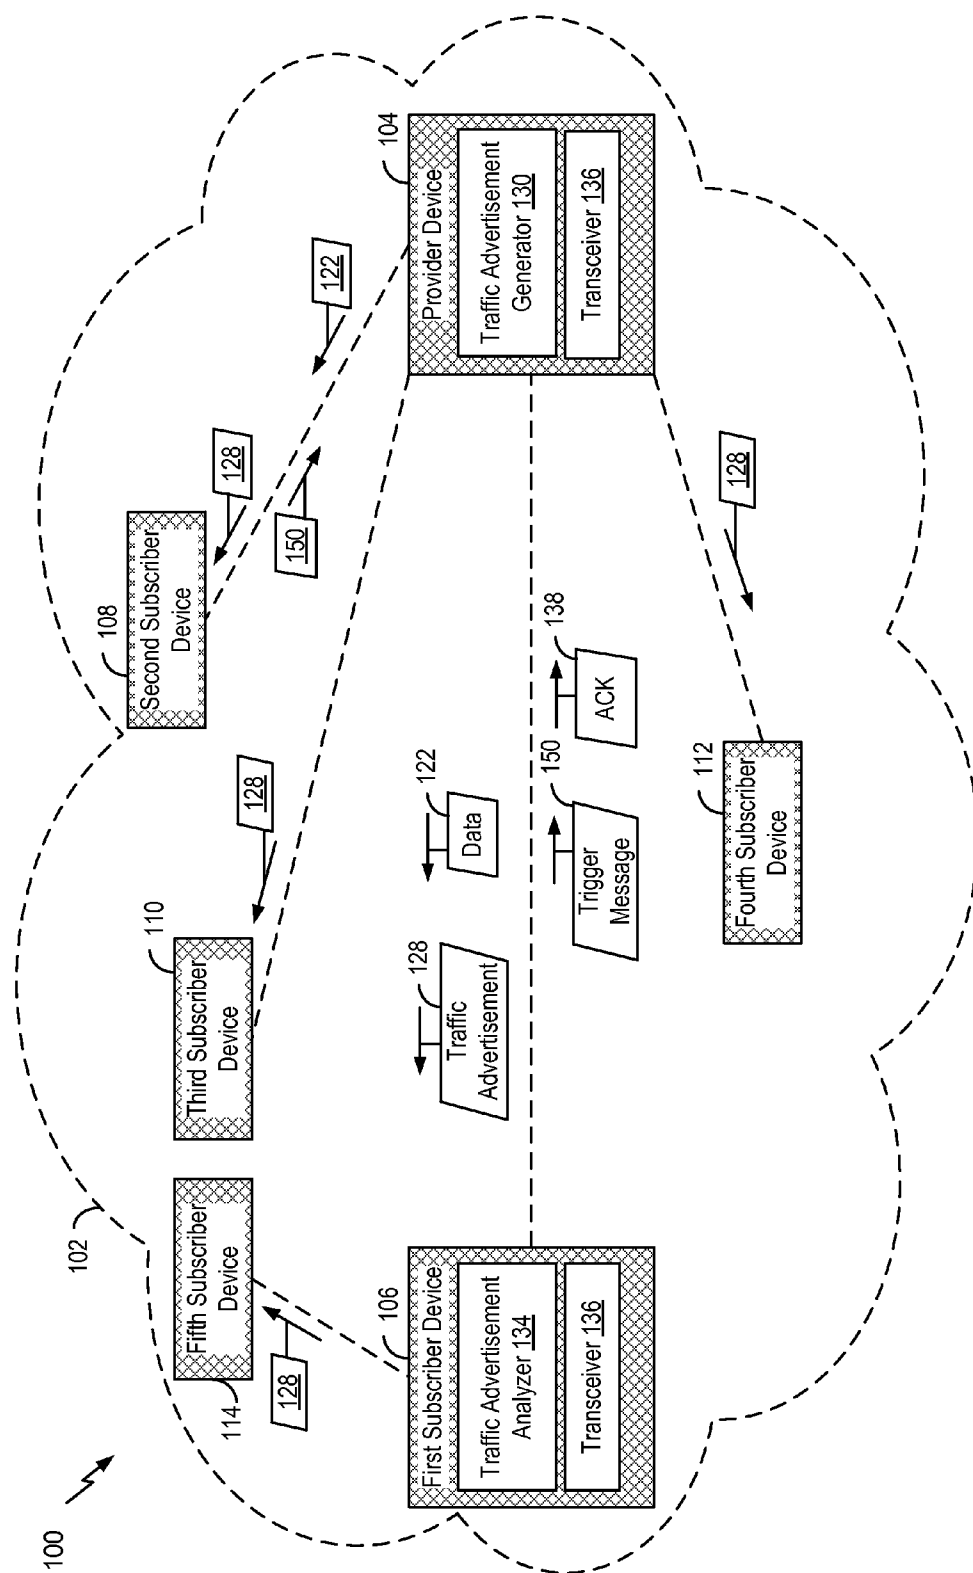 100
102
Fifth Subscriber
Device
114
128
Third Subscriber
Device
110
128
Second Subscriber
Device
108
128
150
122
First Subscriber Device
106
Traffic Advertisement
Analyzer 134
Transceiver 136
Traffic
Advertisement
128
Data
122
Trigger
Message
150
ACK
138
Provider Device
104
Traffic Advertisement
Generator 130
Transceiver 136
Fourth Subscriber
Device
112
128